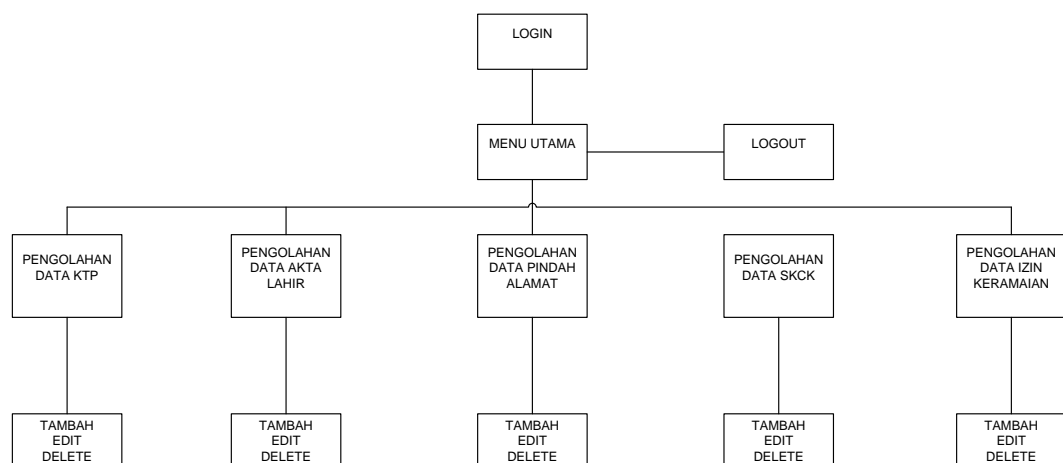 LOGIN
MENU UTAMA
LOGOUT
PENGOLAHAN
DATA KTP
PENGOLAHAN
DATA AKTA
LAHIR
PENGOLAHAN
DATA PINDAH
ALAMAT
PENGOLAHAN
DATA SKCK
PENGOLAHAN
DATA IZIN
KERAMAIAN
TAMBAH
EDIT
DELETE
TAMBAH
EDIT
DELETE
TAMBAH
EDIT
DELETE
TAMBAH
EDIT
DELETE
TAMBAH
EDIT
DELETE